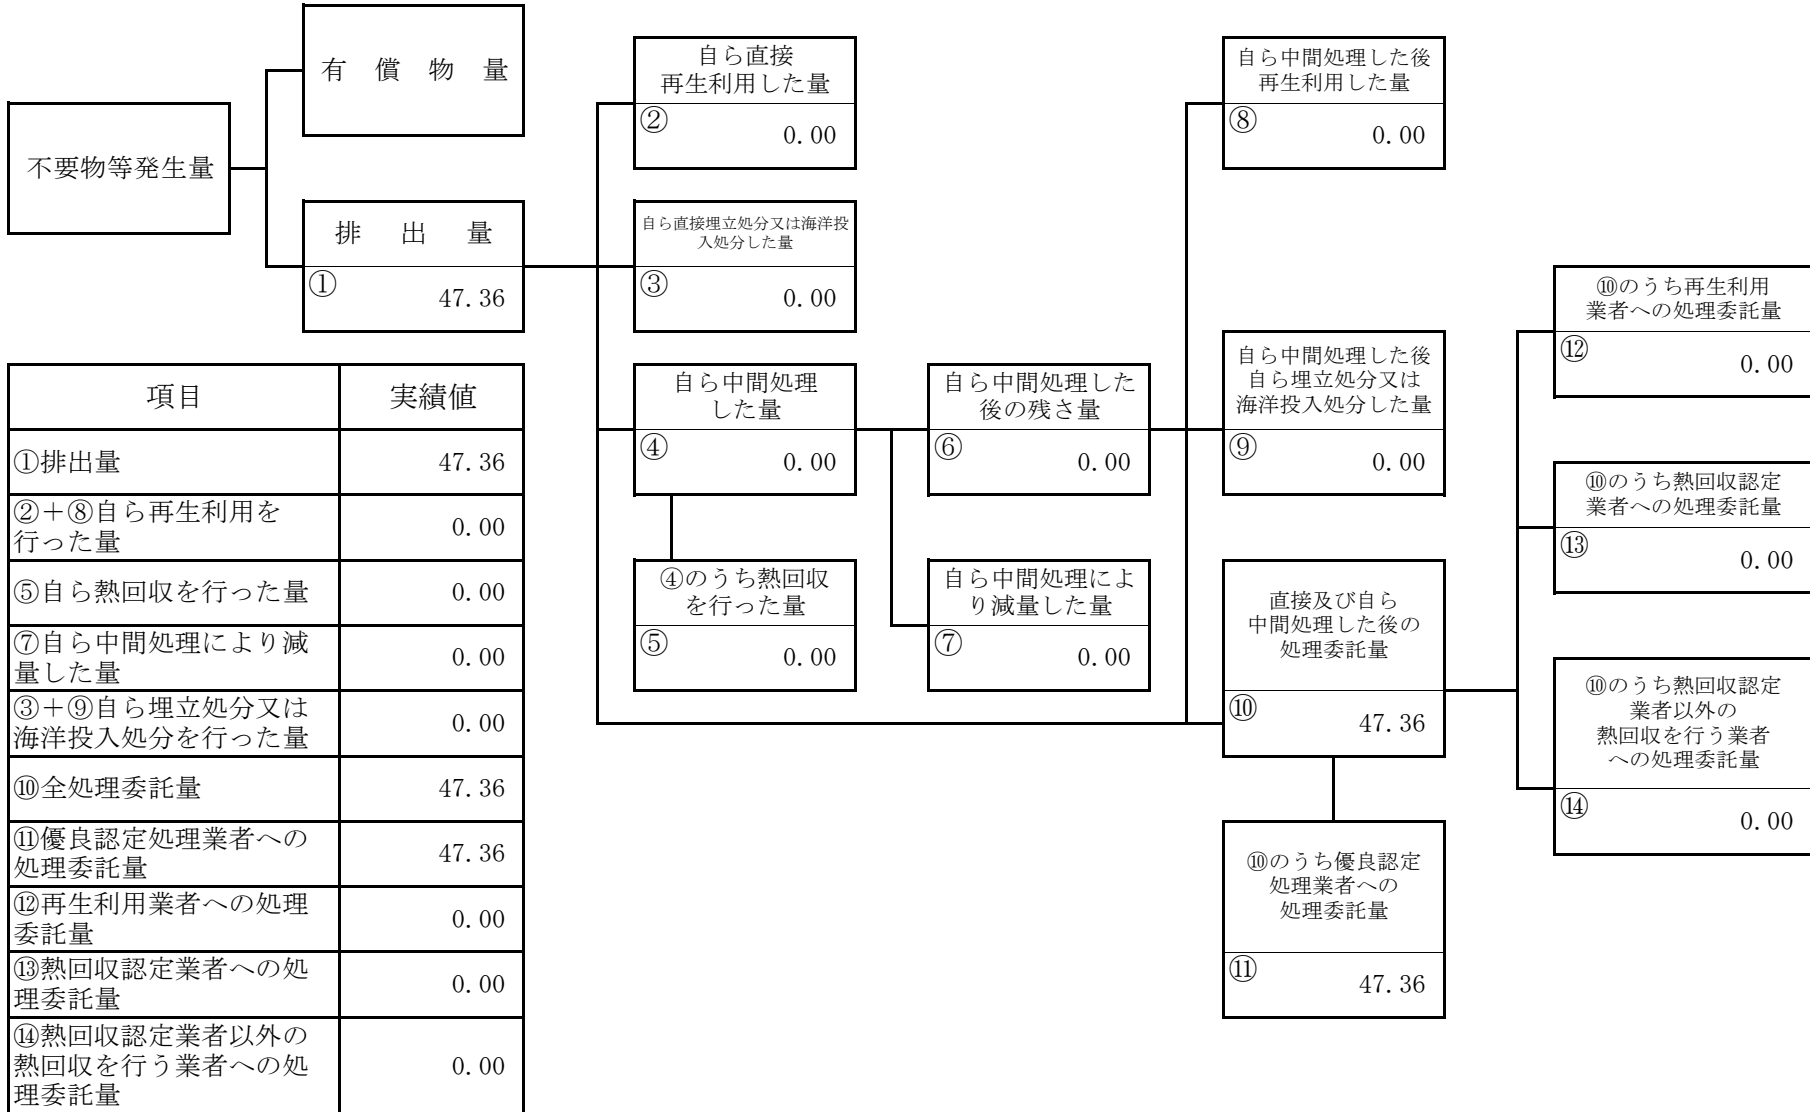 不要物等発生量
有償物量
排出量
①
47.36
自ら直接
再生利用した量
②
0.00
自ら直接埋立処分又は海洋投
入処分した量
③
0.00
自ら中間処理
した量
④
0.00
④のうち熱回収
を行った量
⑤
0.00
自ら中間処理した
後の残さ量
⑥
0.00
自ら中間処理によ
り減量した量
⑦
0.00
自ら中間処理した後
再生利用した量
⑧
0.00
自ら中間処理した後
自ら埋立処分又は
海洋投入処分した量
⑨
0.00
直接及び自ら
中間処理した後の
処理委託量
⑩
47.36
⑩のうち優良認定
処理業者への
処理委託量
⑪
47.36
⑩のうち再生利用
業者への処理委託量
⑫
0.00
⑩のうち熱回収認定
業者への処理委託量
⑬
0.00
⑩のうち熱回収認定
業者以外の
熱回収を行う業者
への処理委託量
⑭
0.00
項目 実績値
①排出量 47.36
②＋⑧自ら再生利用を
行った量 0.00
⑤自ら熱回収を行った量 0.00
⑦自ら中間処理により減
量した量 0.00
③＋⑨自ら埋立処分又は
海洋投入処分を行った量 0.00
⑩全処理委託量 47.36
⑪優良認定処理業者への
処理委託量 47.36
⑫再生利用業者への処理
委託量 0.00
⑬熱回収認定業者への処
理委託量 0.00
⑭熱回収認定業者以外の
熱回収を行う業者への処
理委託量 0.00